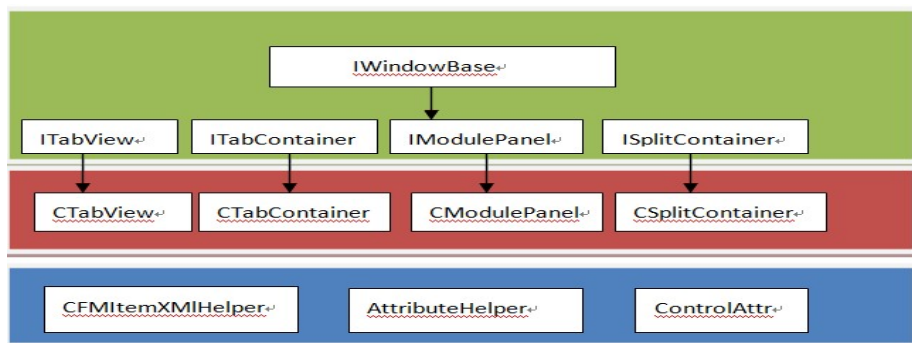 IWindowBase
ITabView ITabContainer IModulePanel ISplitContainer
CTabView CTabContainer CModulePanel CSplitContainer
CFMItemXMlHelper AttributeHelper ControlAttr